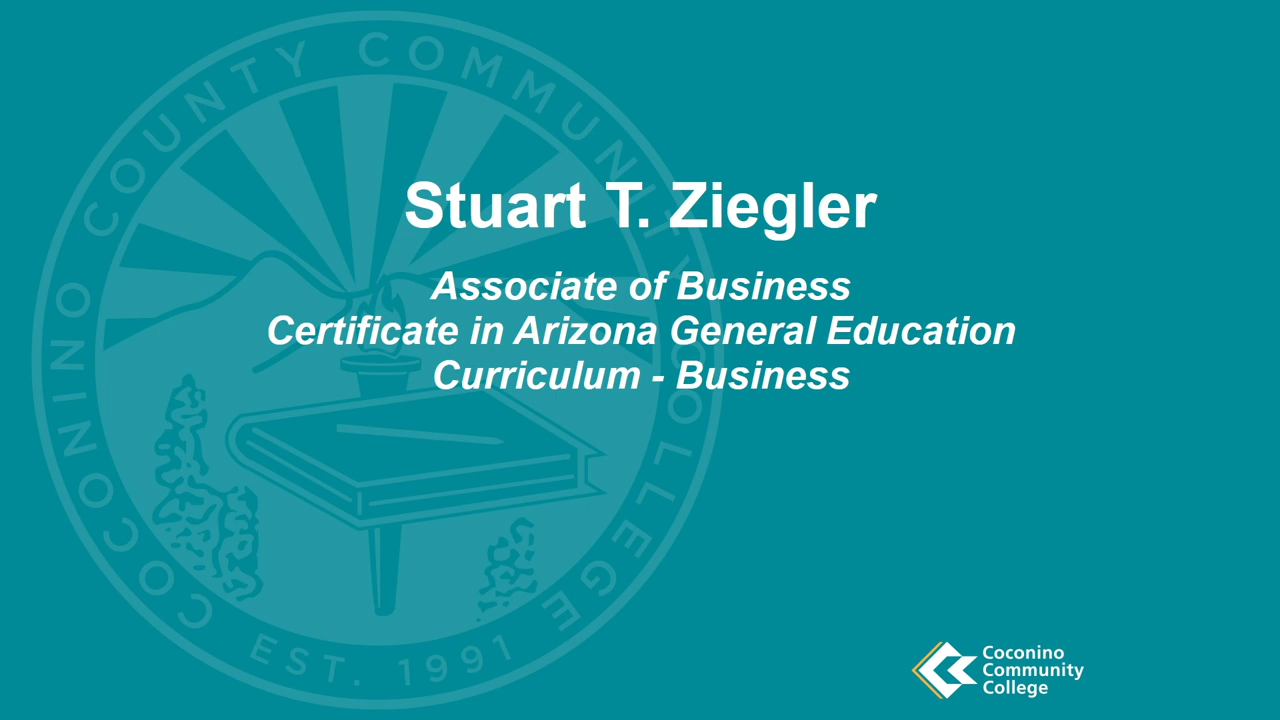 COCONINO COUNTY COMMUNITY COLLEGE
EST. 1991
Stuart T. Ziegler
Associate of Business
Certificate in Arizona General Education
Curriculum - Business
Coconino
Community
College